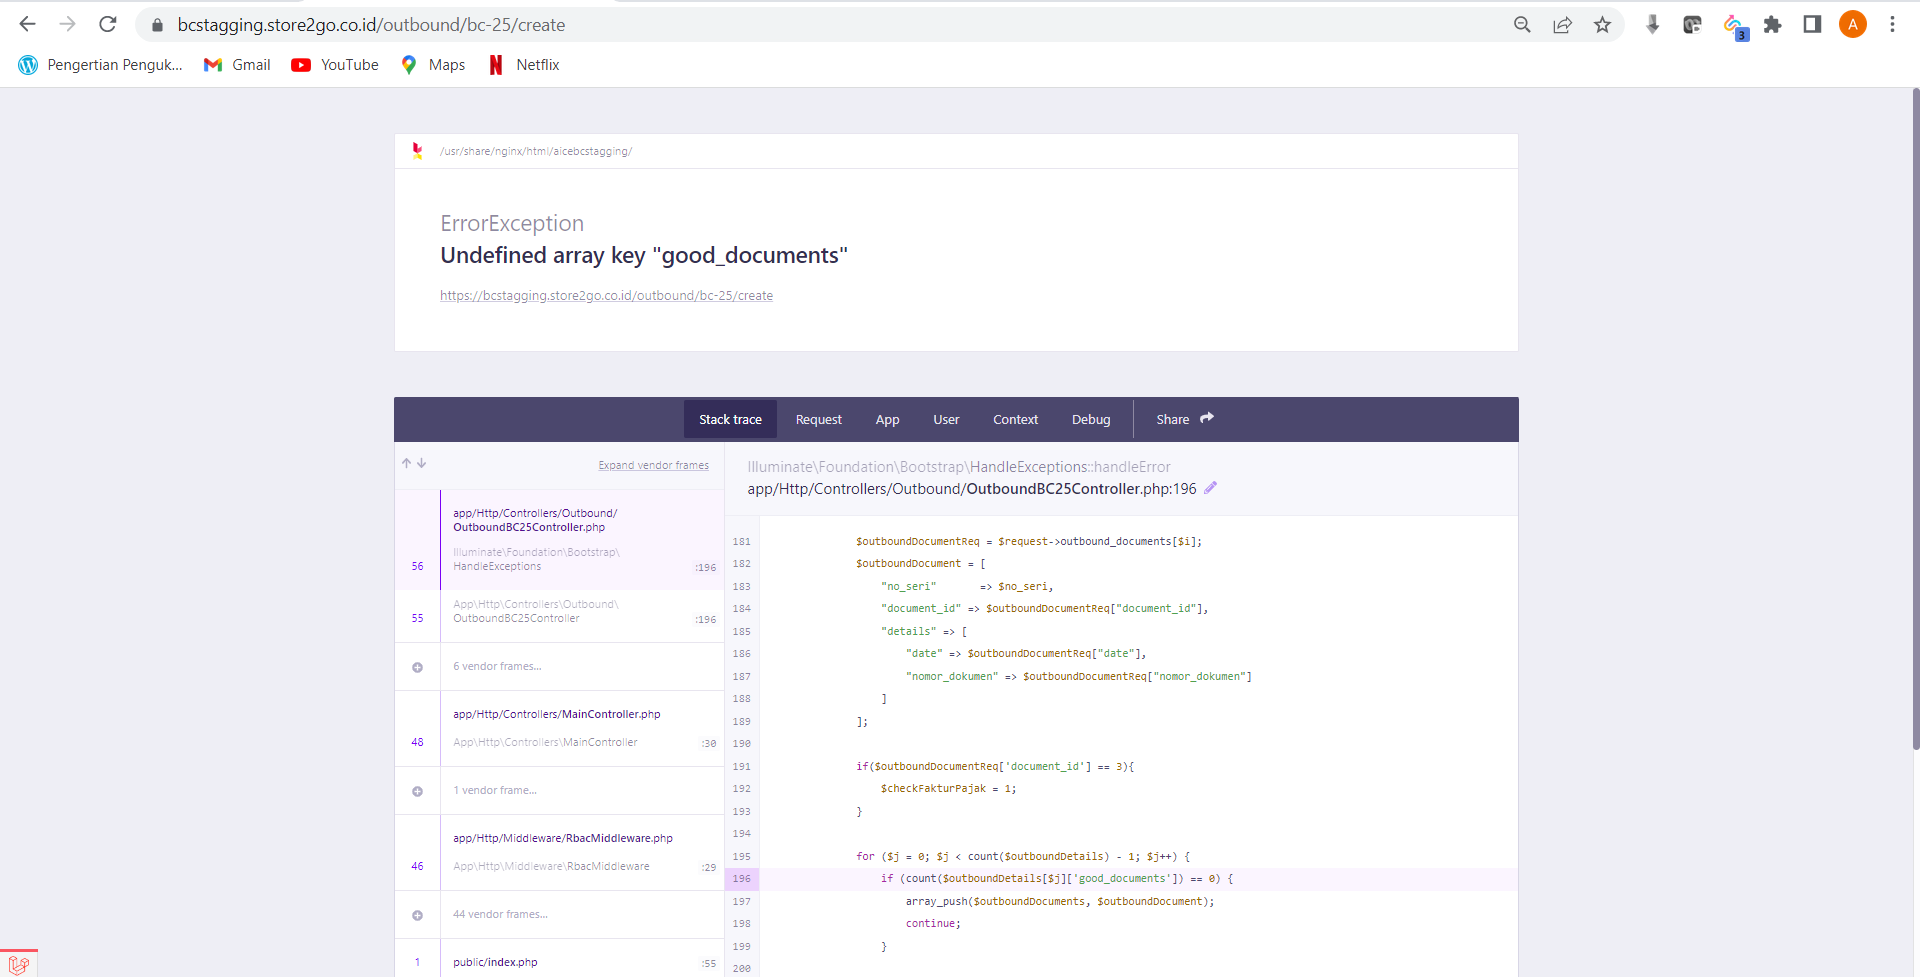 bcstagging.store2go.co.id/outbound/bc-25/create
3
A
Pengertian Penguk...
Gmail
YouTube
Maps
Netflix
/usr/share/nginx/html/aicebcstagging/
ErrorException
Undefined array key "good_documents"
https://bcstagging.store2go.co.id/outbound/bc-25/create
Stack trace
Request
App
User
Context
Debug
Share
Expand vendor frames
app/Http/Controllers/Outbound/
OutboundBC25Controller.php
Illuminate\Foundation\Bootstrap\
56 HandleExceptions :196
App\Http\Controllers\Outbound\
55 OutboundBC25Controller :196
6 vendor frames...
app/Http/Controllers/MainController.php
48 App\Http\Controllers\MainController :30
1 vendor frame...
app/Http/Middleware/RbacMiddleware.php
46 App\Http\Middleware\RbacMiddleware :29
44 vendor frames...
1 public/index.php :55
Illuminate\Foundation\Bootstrap\HandleExceptions::handleError
app/Http/Controllers/Outbound/OutboundBC25Controller.php:196
181 $outboundDocumentReq = $request->outbound_documents[$i];
182 $outboundDocument = [
183 "no_seri" => $no_seri,
184 "document_id" => $outboundDocumentReq["document_id"],
185 "details" => [
186 "date" => $outboundDocumentReq["date"],
187 "nomor_dokumen" => $outboundDocumentReq["nomor_dokumen"]
188 ]
189 ];
190
191 if($outboundDocumentReq['document_id'] == 3){
192 $checkFakturPajak = 1;
193 }
194
195 for ($j = 0; $j < count($outboundDetails) - 1; $j++) {
196 if (count($outboundDetails[$j]['good_documents']) == 0) {
197 array_push($outboundDocuments, $outboundDocument);
198 continue;
199 }
200